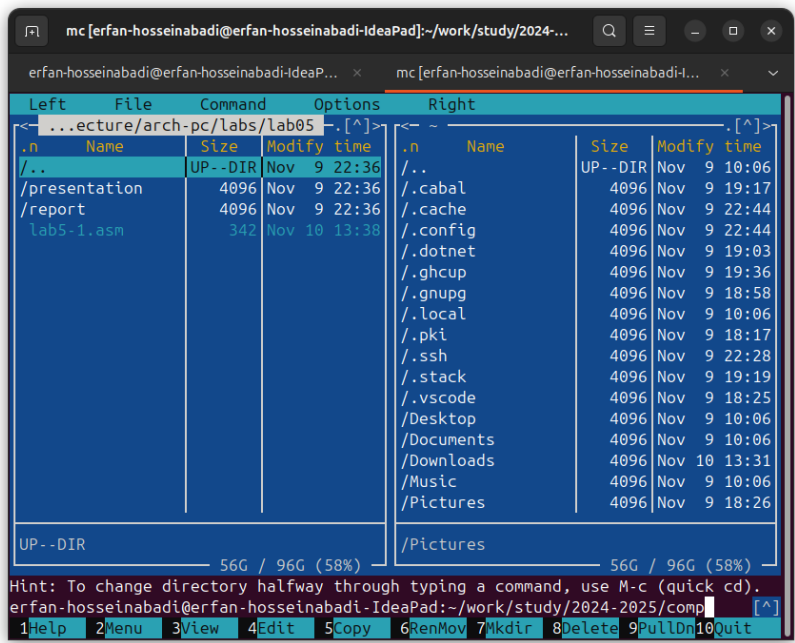 mc [erfan-hosseinabadi@erfan-hosseinabadi-IdeaPad]:~/work/study/2024-...
erfan-hosseinabadi@erfan-hosseinabadi-IdeaP... × mc [erfan-hosseinabadi@erfan-hosseinabadi-I... ×
Left File Command Options Right
<─ ...ecture/arch-pc/labs/lab05 ─.[^]> <─ ~ ─.[^]>
.n Name Size Modify time .n Name Size Modify time
/.. UP--DIR Nov 9 22:36 /.. UP--DIR Nov 9 10:06
/presentation 4096 Nov 9 22:36 /.cabal 4096 Nov 9 19:17
/report 4096 Nov 9 22:36 /.cache 4096 Nov 9 22:44
lab5-1.asm 342 Nov 10 13:38 /.config 4096 Nov 9 22:44
/.dotnet 4096 Nov 9 19:03
/.ghcup 4096 Nov 9 19:36
/.gnupg 4096 Nov 9 18:58
/.local 4096 Nov 9 10:06
/.pki 4096 Nov 9 18:17
/.ssh 4096 Nov 9 22:28
/.stack 4096 Nov 9 19:19
/.vscode 4096 Nov 9 18:25
/Desktop 4096 Nov 9 10:06
/Documents 4096 Nov 9 10:06
/Downloads 4096 Nov 10 13:31
/Music 4096 Nov 9 10:06
/Pictures 4096 Nov 9 18:26
UP--DIR /Pictures
56G / 96G (58%) 56G / 96G (58%)
Hint: To change directory halfway through typing a command, use M-c (quick cd).
erfan-hosseinabadi@erfan-hosseinabadi-IdeaPad:~/work/study/2024-2025/comp [^]
1Help 2Menu 3View 4Edit 5Copy 6RenMov 7Mkdir 8Delete 9PullDn 10Quit